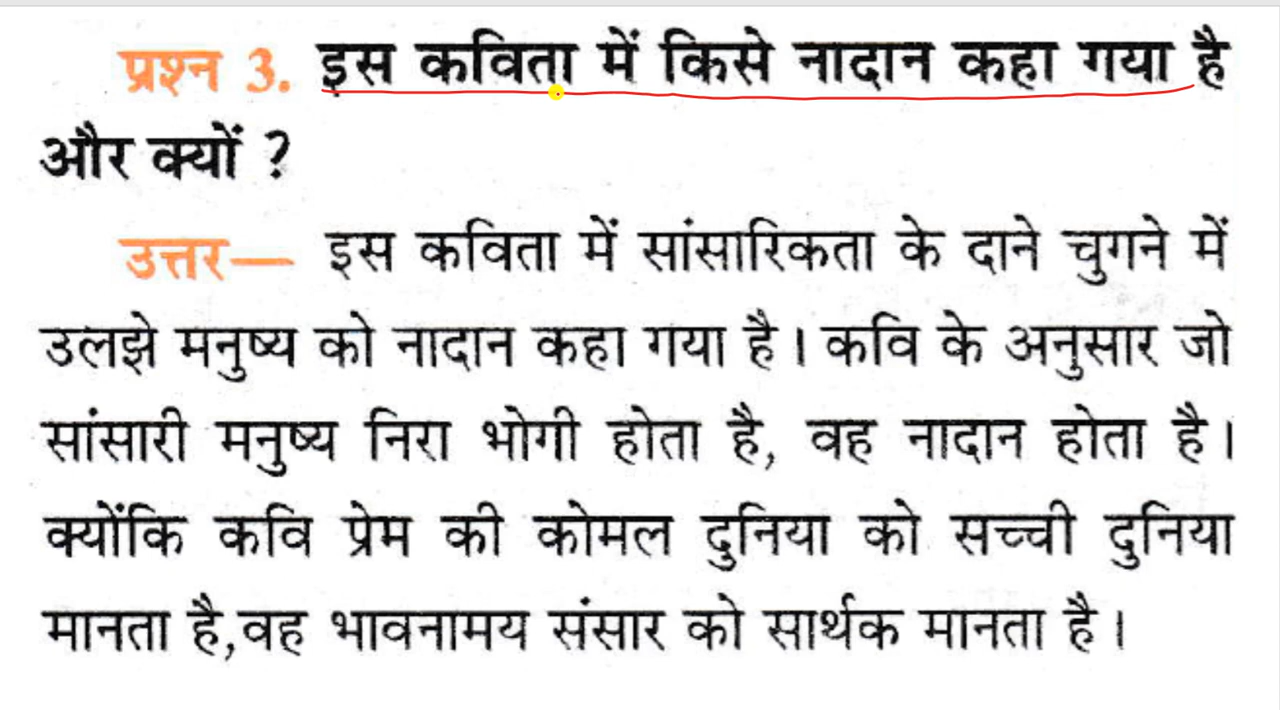 प्रश्न 3. इस कविता में किसे नादान कहा गया है
और क्यों ?
उत्तर— इस कविता में सांसारिकता के दाने चुगने में
उलझे मनुष्य को नादान कहा गया है। कवि के अनुसार जो
सांसारी मनुष्य निरा भोगी होता है, वह नादान होता है।
क्योंकि कवि प्रेम की कोमल दुनिया को सच्ची दुनिया
मानता है,वह भावनामय संसार को सार्थक मानता है।